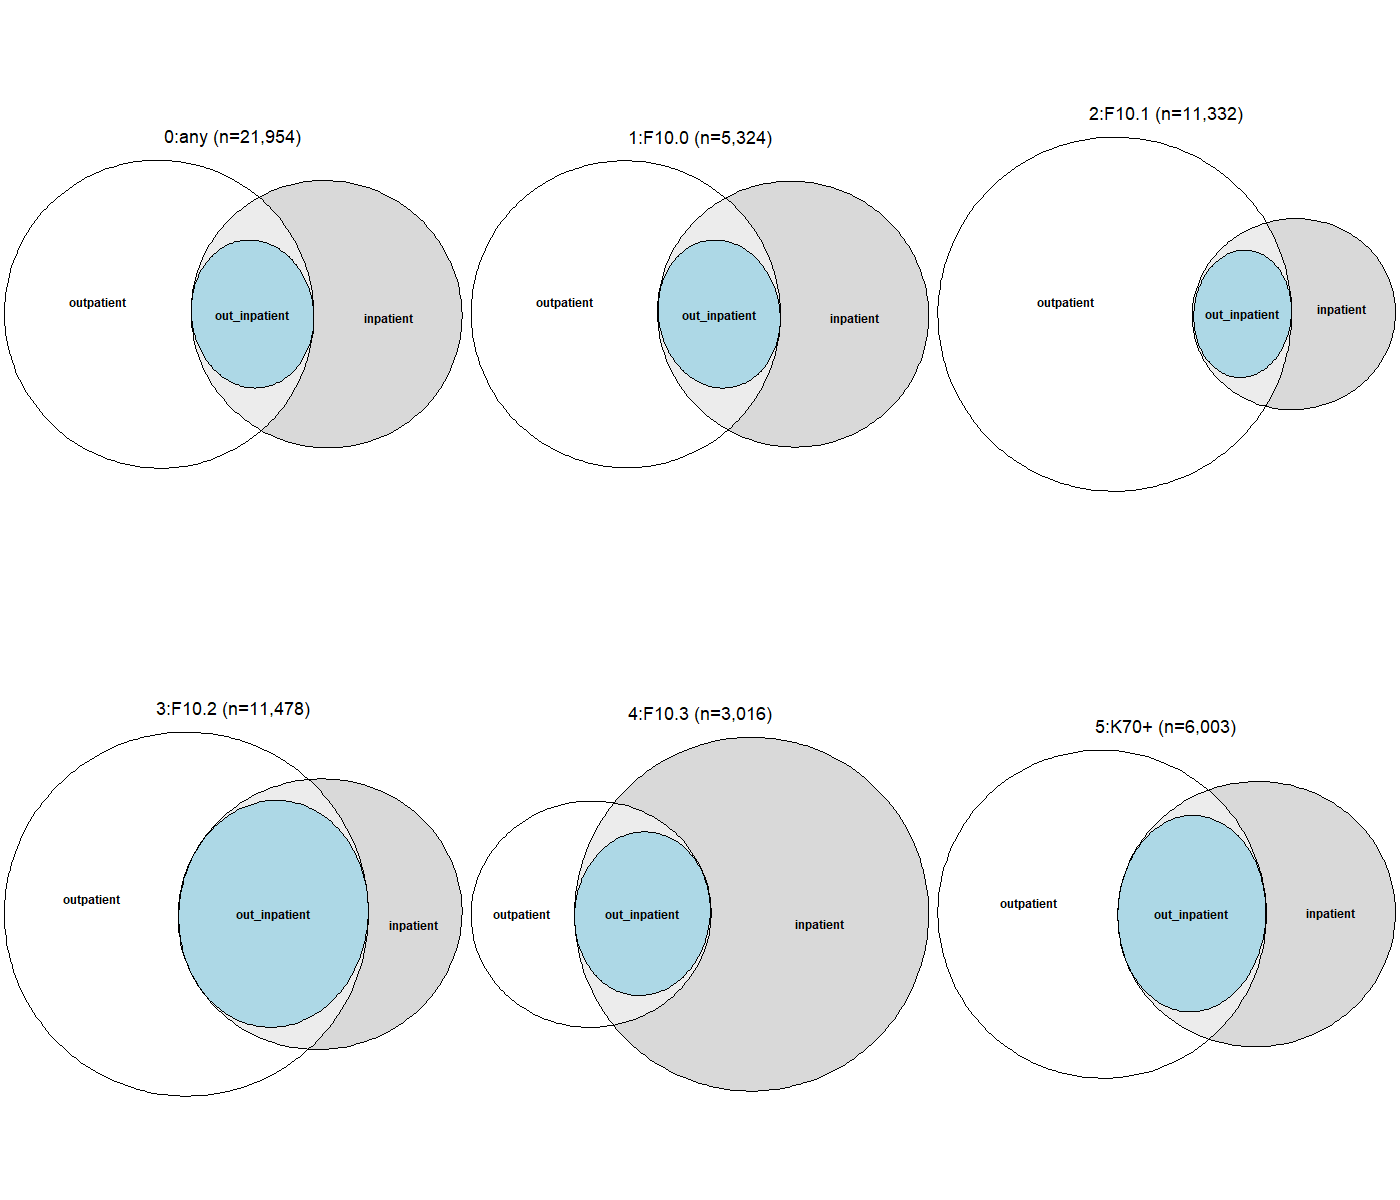 0:any (n=21,954)
outpatient
out_inpatient
inpatient
1:F10.0 (n=5,324)
outpatient
out_inpatient
inpatient
2:F10.1 (n=11,332)
outpatient
out_inpatient
inpatient
3:F10.2 (n=11,478)
outpatient
out_inpatient
inpatient
4:F10.3 (n=3,016)
outpatient
out_inpatient
inpatient
5:K70+ (n=6,003)
outpatient
out_inpatient
inpatient